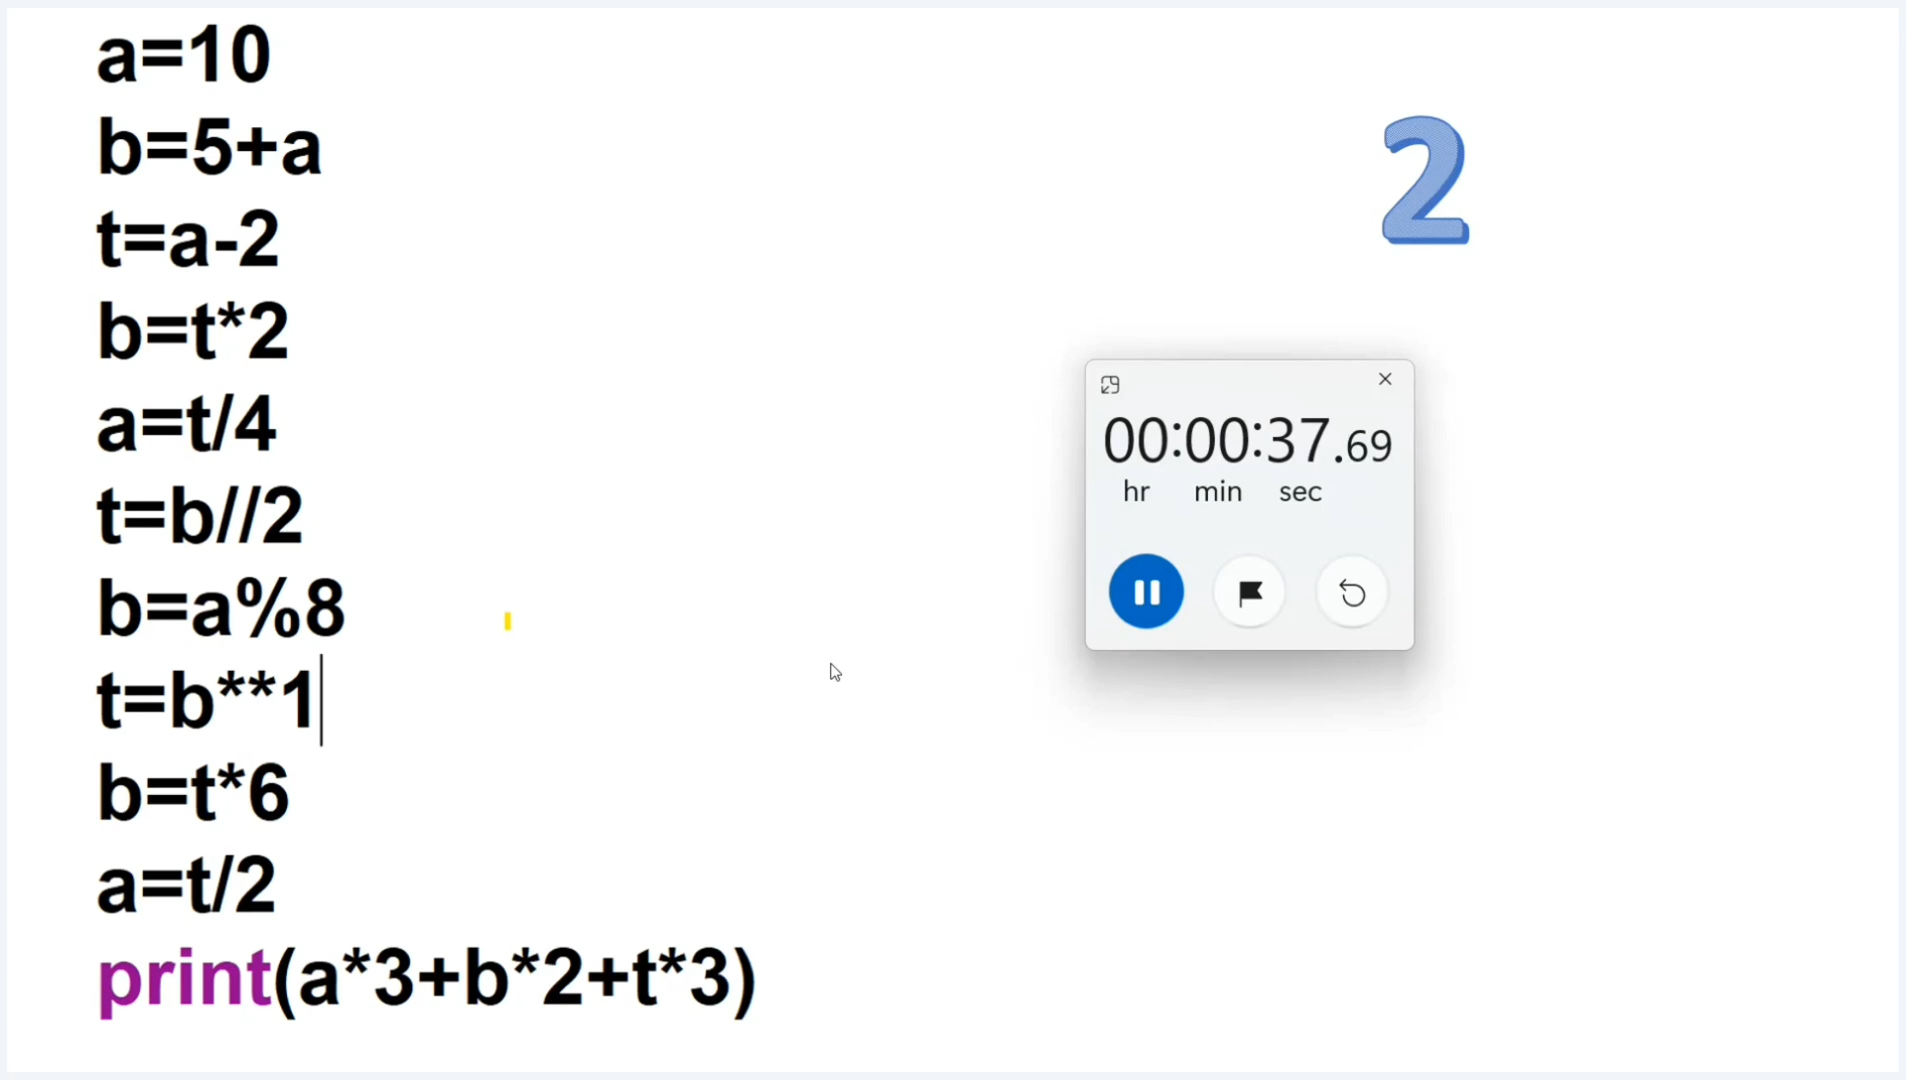 a=10
b=5+a
t=a-2
b=t*2
a=t/4
t=b//2
b=a%8
t=b**1
b=t*6
a=t/2
print(a*3+b*2+t*3)
2
00:00:37.69
hr min sec